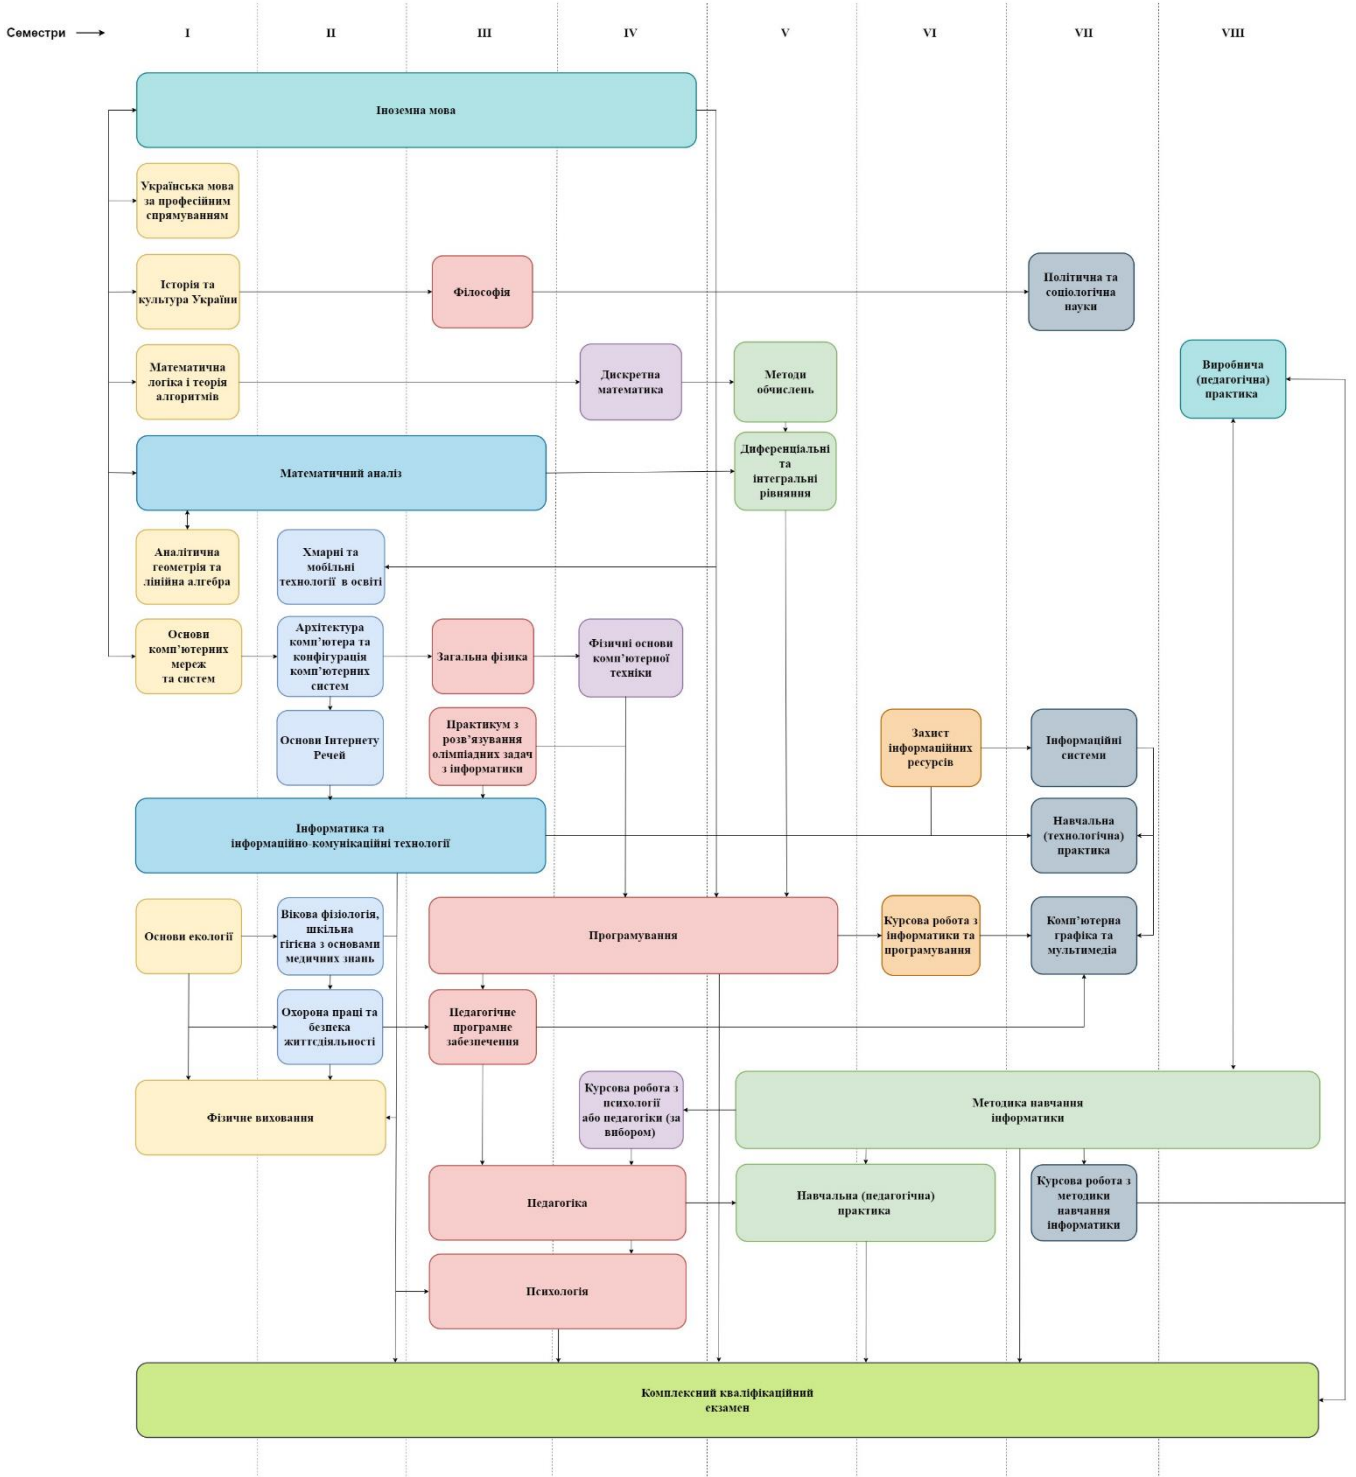 Семестри
I
II
III
IV
V
VI
VII
VIII
Іноземна мова
Українська мова
за професійним
спрямуванням
Історія та
культура України
Філософія
Політична та
соціологічна
науки
Математична
логіка і теорія
алгоритмів
Дискретна
математика
Методи
обчислень
Виробнича
(педагогічна)
практика
Математичний аналіз
Диференціальні
та
інтегральні
рівняння
Аналітична
геометрія та
лінійна алгебра
Хмарні та
мобільні
технології в освіті
Основи
комп’ютерних
мереж
та систем
Архітектура
комп’ютера та
конфігурація
комп’ютерних
систем
Загальна фізика
Фізичні основи
комп’ютерної
техніки
Основи Інтернету
Речей
Практикум з
розв’язування
олімпіадних задач
з інформатики
Захист
інформаційних
ресурсів
Інформаційні
системи
Інформатика та
інформаційно-комунікаційні технології
Навчальна
(технологічна)
практика
Основи екології
Вікова фізіологія,
шкільна
гігієна з основами
медичних знань
Програмування
Курсова робота з
інформатики та
програмування
Комп’ютерна
графіка та
мультимедіа
Охорона праці та
безпека
життєдіяльності
Педагогічне
програмне
забезпечення
Фізичне виховання
Курсова робота з
психології
або педагогіки (за
вибором)
Методика навчання
інформатики
Педагогіка
Навчальна (педагогічна)
практика
Курсова робота з
методики
навчання
інформатики
Психологія
Комплексний кваліфікаційний
екзамен